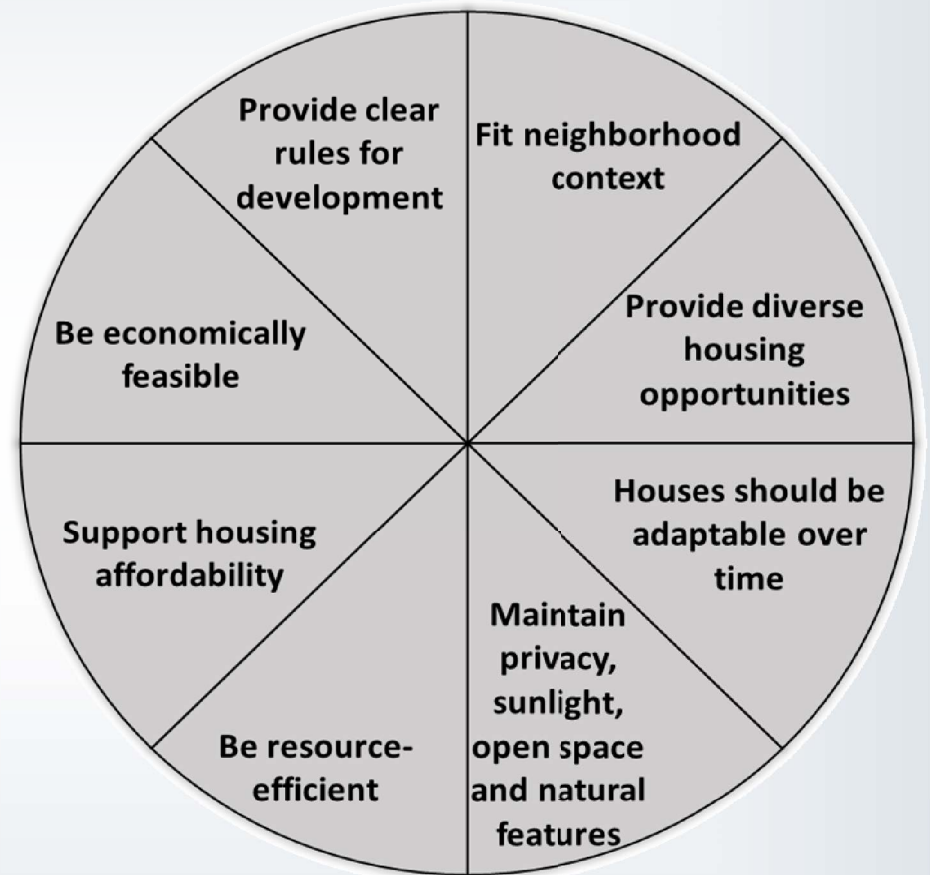 Provide clear
rules for
development
Fit neighborhood
context
Provide diverse
housing
opportunities
Houses should be
adaptable over
time
Maintain
privacy,
sunlight,
open space
and natural
features
Be resource-
efficient
Support housing
affordability
Be economically
feasible